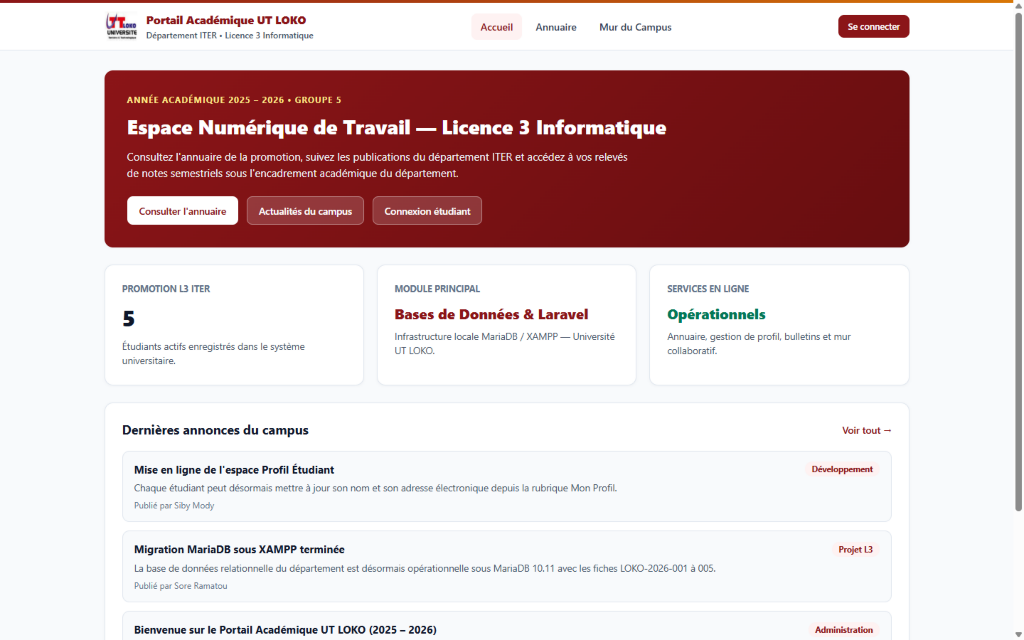 UT LOKO
UNIVERSITE
Portail Académique UT LOKO
Département ITER • Licence 3 Informatique
Accueil
Annuaire
Mur du Campus
Se connecter
ANNÉE ACADÉMIQUE 2025 – 2026 • GROUPE 5
Espace Numérique de Travail — Licence 3 Informatique
Consultez l'annuaire de la promotion, suivez les publications du département ITER et accédez à vos relevés
de notes semestriels sous l'encadrement académique du département.
Consulter l'annuaire
Actualités du campus
Connexion étudiant
PROMOTION L3 ITER
5
Étudiants actifs enregistrés dans le système
universitaire.
MODULE PRINCIPAL
Bases de Données & Laravel
Infrastructure locale MariaDB / XAMPP — Université
UT LOKO.
SERVICES EN LIGNE
Opérationnels
Annuaire, gestion de profil, bulletins et mur
collaboratif.
Dernières annonces du campus
Voir tout →
Mise en ligne de l'espace Profil Étudiant
Développement
Chaque étudiant peut désormais mettre à jour son nom et son adresse électronique depuis la rubrique Mon Profil.
Publié par Siby Mody
Migration MariaDB sous XAMPP terminée
Projet L3
La base de données relationnelle du département est désormais opérationnelle sous MariaDB 10.11 avec les fiches LOKO-2026-001 à 005.
Publié par Sore Ramatou
Bienvenue sur le Portail Académique UT LOKO (2025 – 2026)
Administration